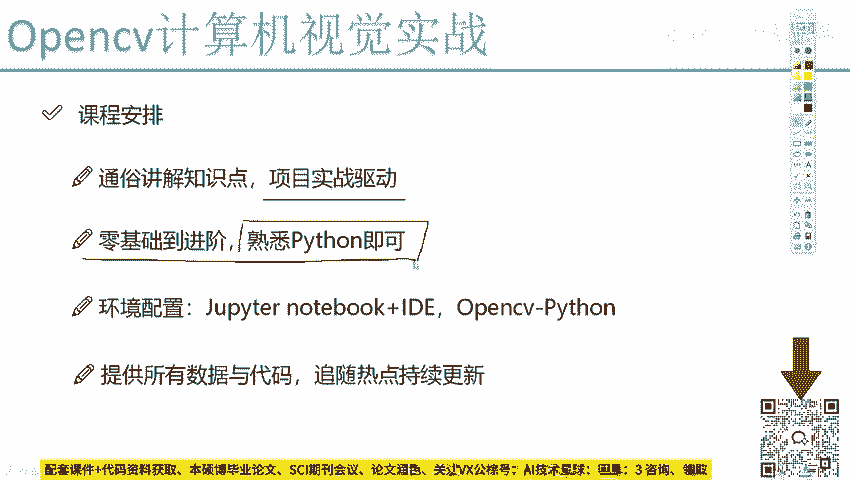 Opencv计算机视觉实战
课程安排
通俗讲解知识点，项目实战驱动
零基础到进阶，熟悉Python即可
环境配置：Jupyter notebook+IDE，Opencv-Python
提供所有数据与代码，追随热点持续更新
配套课件+代码资料获取、本硕博毕业论文、SCI期刊会议、论文润色、关注VX公棕号：AI技术星球；回复：3 咨询、领取